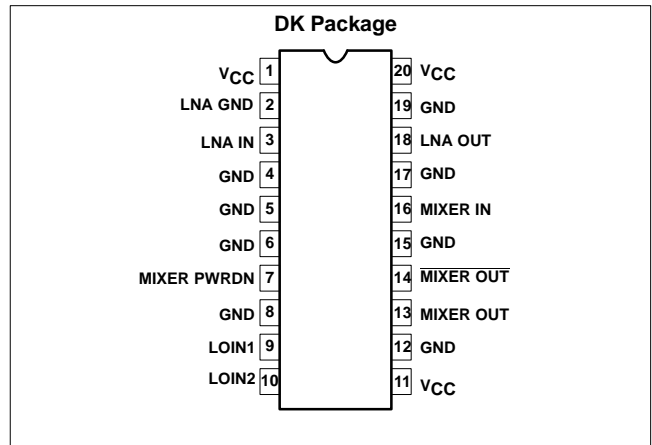 DK Package
VCC 1 20 VCC
LNA GND 2 19 GND
LNA IN 3 18 LNA OUT
GND 4 17 GND
GND 5 16 MIXER IN
GND 6 15 GND
MIXER PWRDN 7 14 MIXER OUT
GND 8 13 MIXER OUT
LOIN1 9 12 GND
LOIN2 10 11 VCC